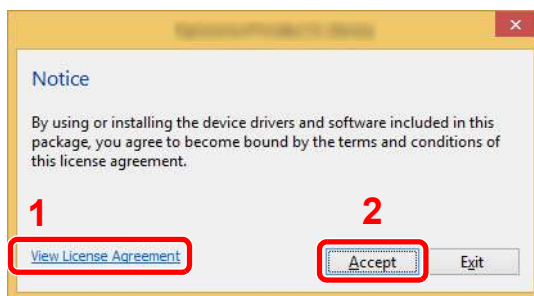 Notice
By using or installing the device drivers and software included in this
package, you agree to become bound by the terms and conditions of
this license agreement.
1
2
View License Agreement
Accept
Exit